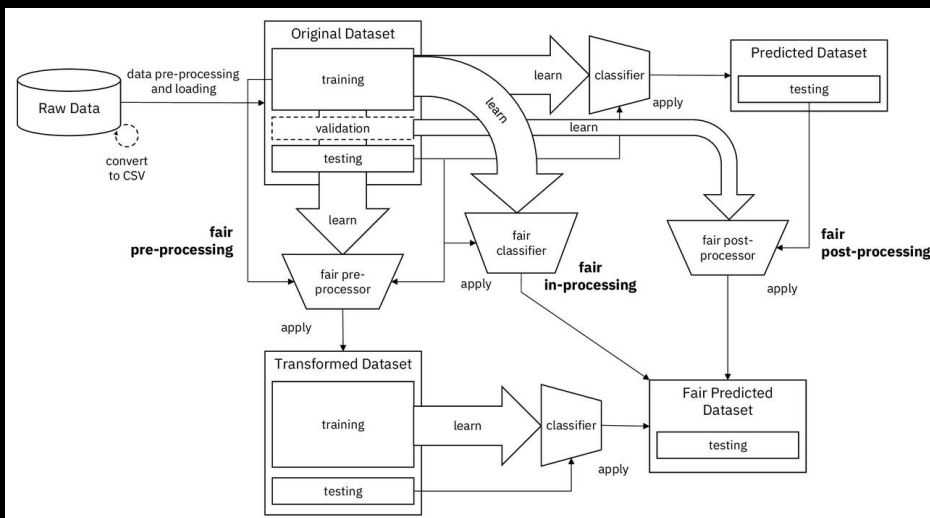 Original Dataset
training
validation
testing
Raw Data
data pre-processing
and loading
convert
to CSV
learn
classifier
apply
Predicted Dataset
testing
learn
learn
learn
fair
pre-processing
fair pre-
processor
apply
fair
classifier
apply
fair
in-processing
fair post-
processor
apply
fair
post-processing
Transformed Dataset
training
testing
learn
classifier
apply
Fair Predicted
Dataset
testing